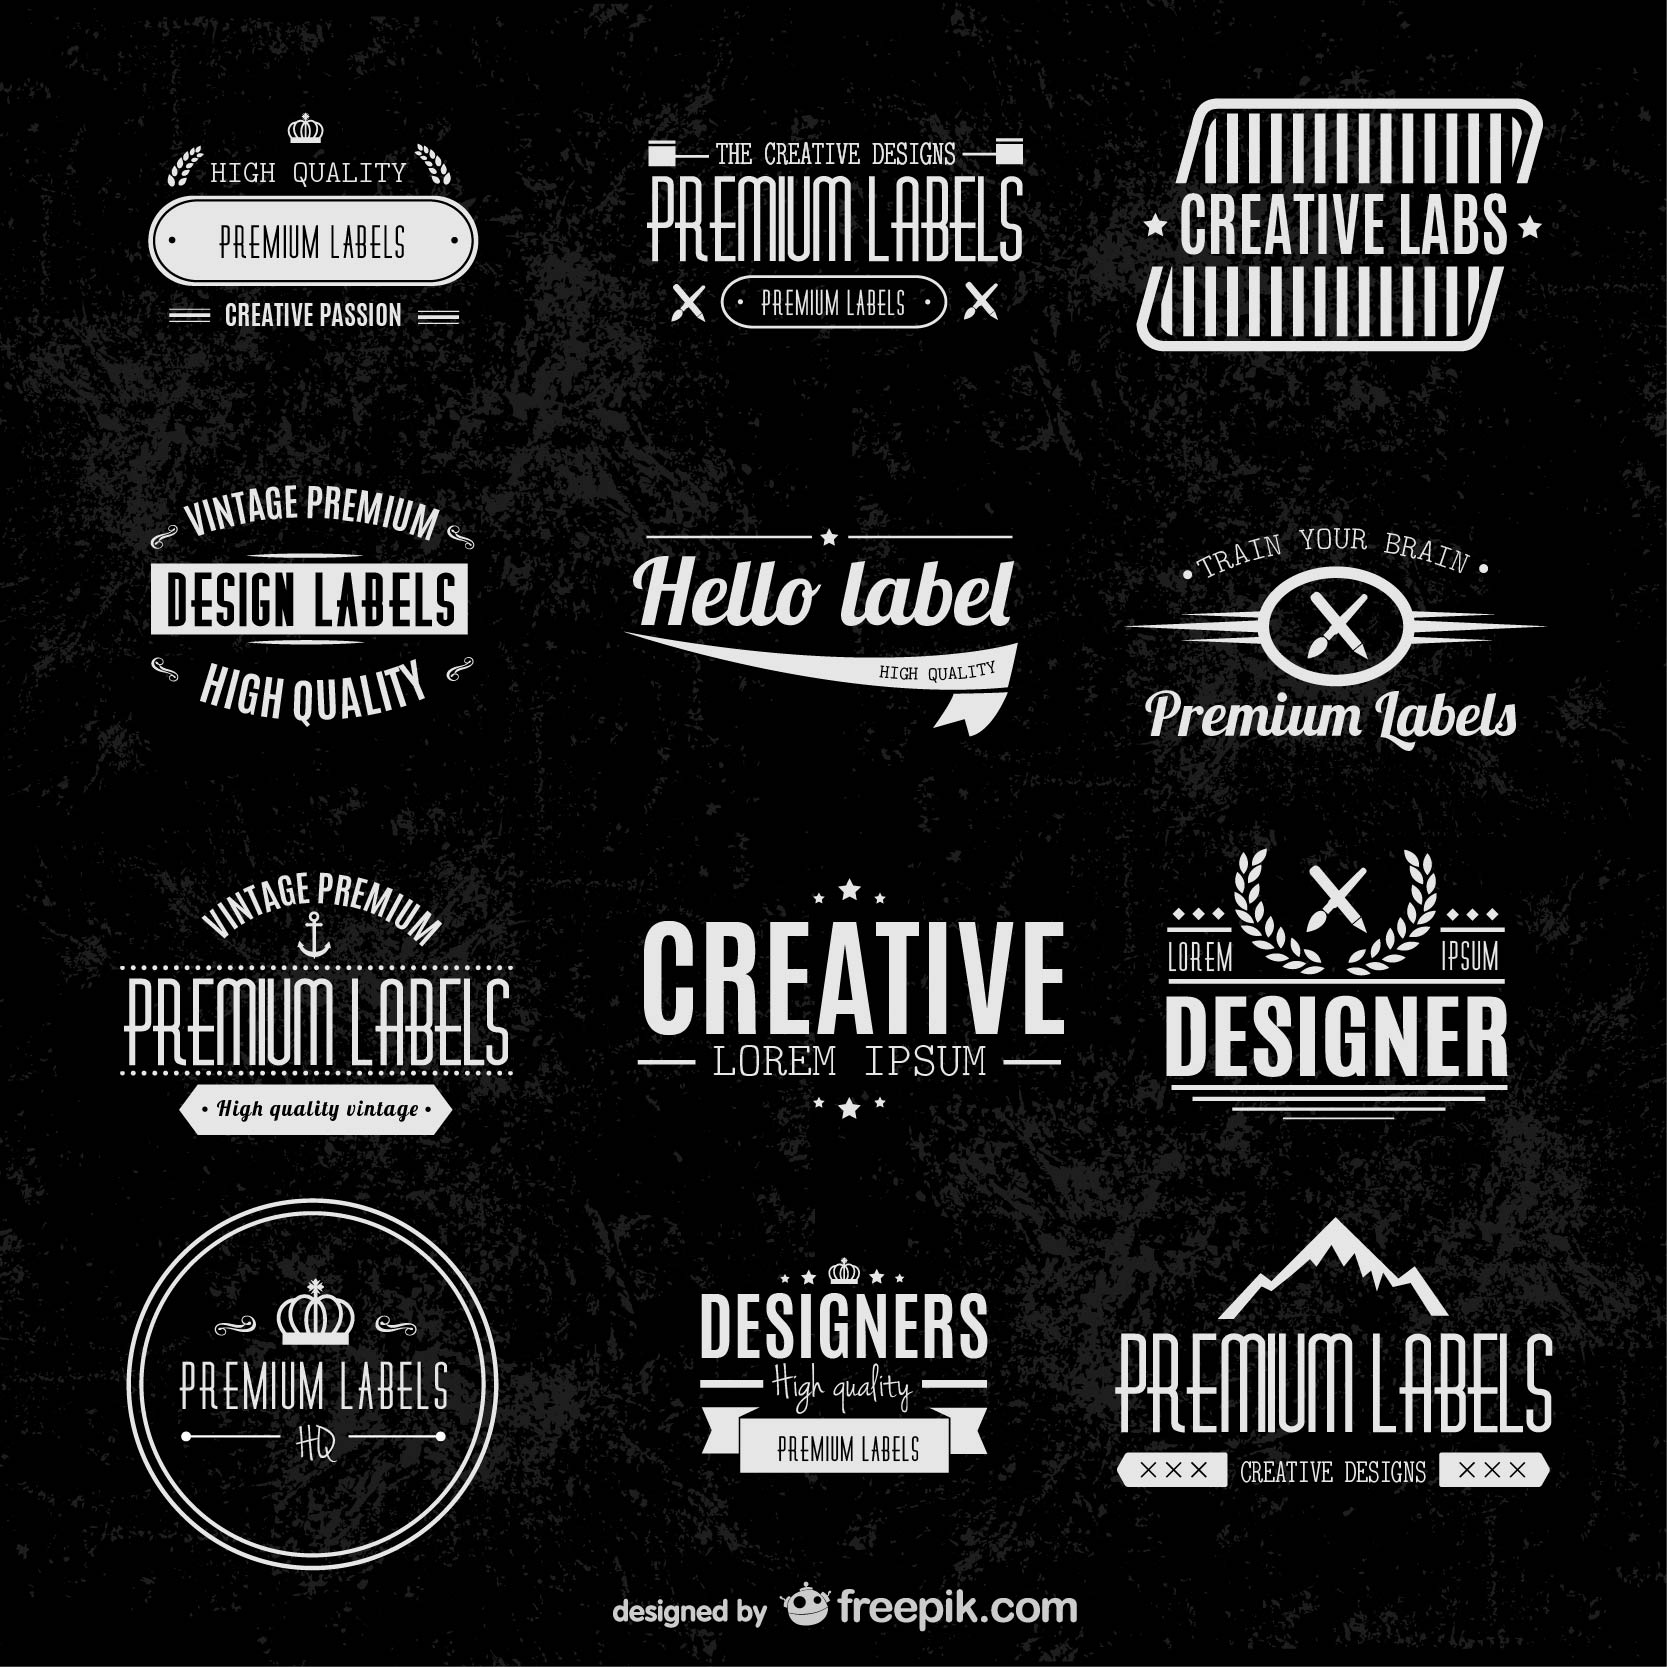 HIGH QUALITY
PREMIUM LABELS
CREATIVE PASSION
THE CREATIVE DESIGNS
PREMIUM LABELS
PREMIUM LABELS
CREATIVE LABS
VINTAGE PREMIUM
DESIGN LABELS
HIGH QUALITY
Hello label
HIGH QUALITY
TRAIN YOUR BRAIN
Premium Labels
VINTAGE PREMIUM
PREMIUM LABELS
• High quality vintage •
CREATIVE
LOREM IPSUM
LOREM IPSUM
DESIGNER
PREMIUM LABELS
HQ
DESIGNERS
High quality
PREMIUM LABELS
PREMIUM LABELS
XXX CREATIVE DESIGNS XXX
designed by freepik.com